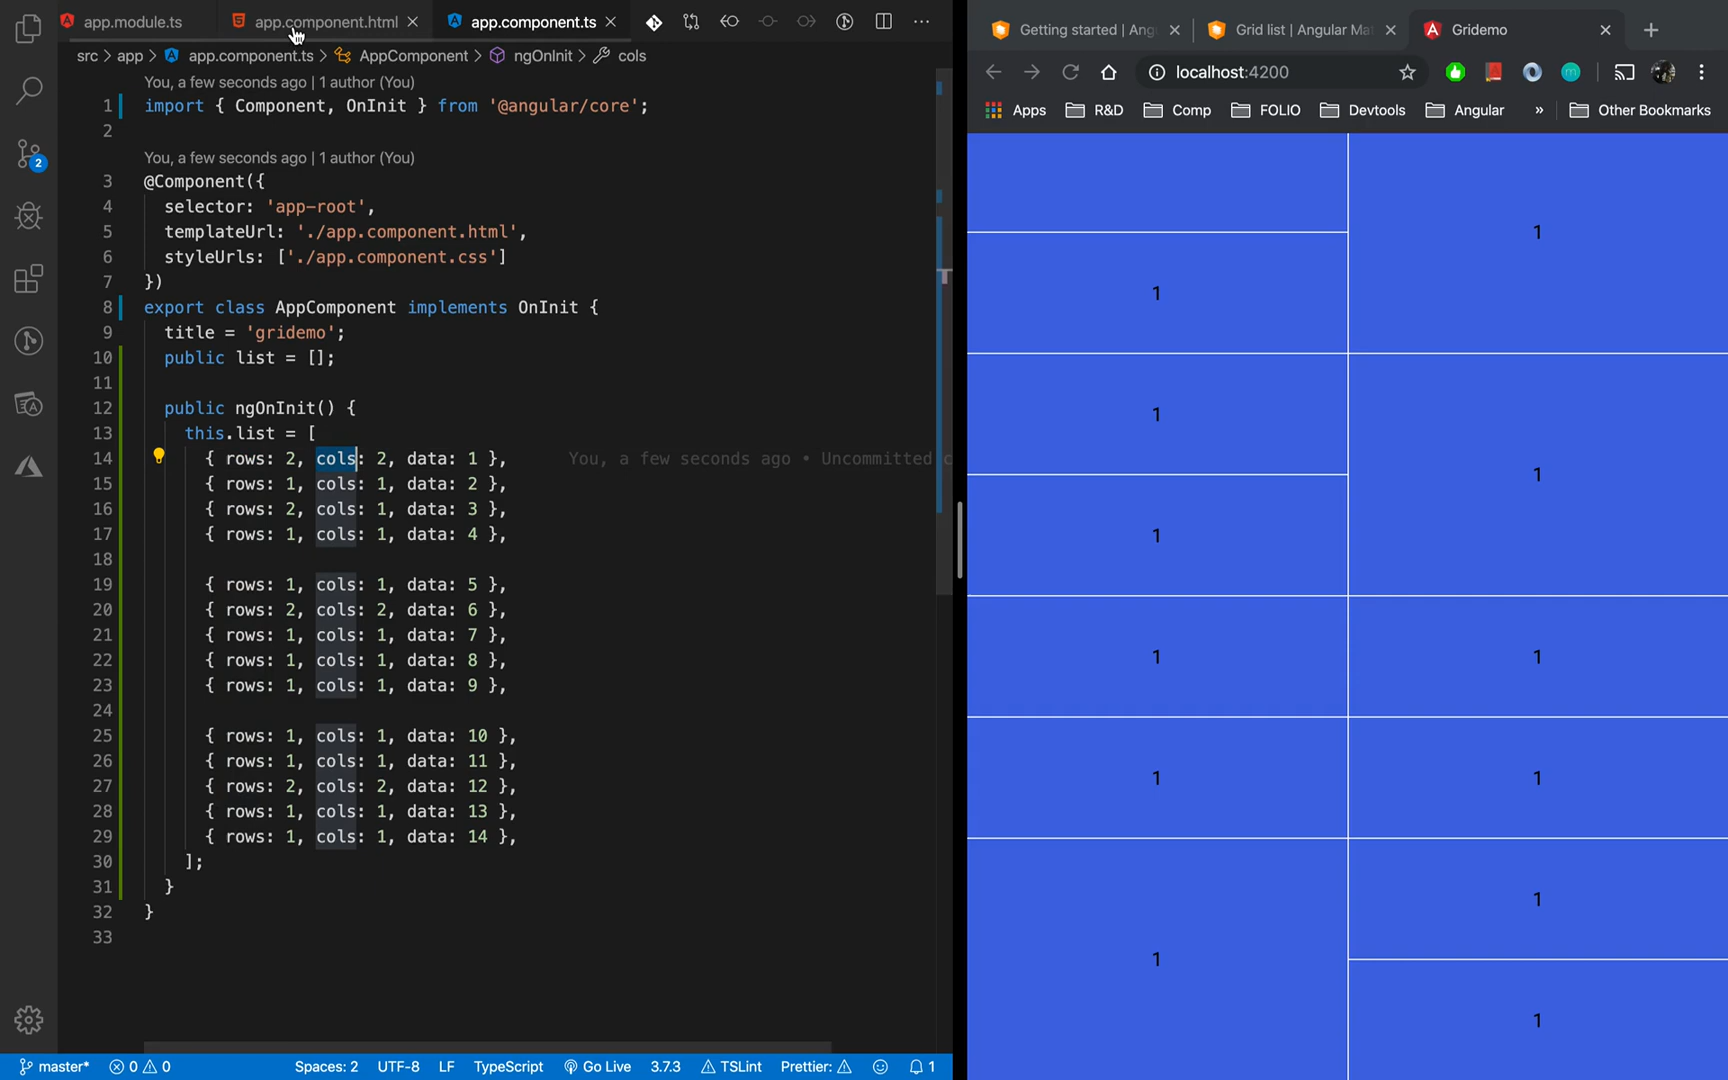 app.module.ts
app.component.html
app.component.ts
src > app > app.component.ts > AppComponent > ngOnInit > cols
You, a few seconds ago | 1 author (You)
1 import { Component, OnInit } from '@angular/core';
2
You, a few seconds ago | 1 author (You)
3 @Component({
4 selector: 'app-root',
5 templateUrl: './app.component.html',
6 styleUrls: ['./app.component.css']
7 })
8 export class AppComponent implements OnInit {
9 title = 'gridemo';
10 public list = [];
11
12 public ngOnInit() {
13 this.list = [
14 { rows: 2, cols: 2, data: 1 }, You, a few seconds ago • Uncommitted c
15 { rows: 1, cols: 1, data: 2 },
16 { rows: 2, cols: 1, data: 3 },
17 { rows: 1, cols: 1, data: 4 },
18
19 { rows: 1, cols: 1, data: 5 },
20 { rows: 2, cols: 2, data: 6 },
21 { rows: 1, cols: 1, data: 7 },
22 { rows: 1, cols: 1, data: 8 },
23 { rows: 1, cols: 1, data: 9 },
24
25 { rows: 1, cols: 1, data: 10 },
26 { rows: 1, cols: 1, data: 11 },
27 { rows: 2, cols: 2, data: 12 },
28 { rows: 1, cols: 1, data: 13 },
29 { rows: 1, cols: 1, data: 14 },
30 ];
31 }
32 }
33
2
master* 0 0 Spaces: 2 UTF-8 LF TypeScript Go Live 3.7.3 TSLint Prettier: 1
Getting started | Ang
Grid list | Angular Ma
Gridemo
localhost:4200
Apps R&D Comp FOLIO Devtools Angular » Other Bookmarks
1
1
1
1
1
1
1
1
1
1
1
1